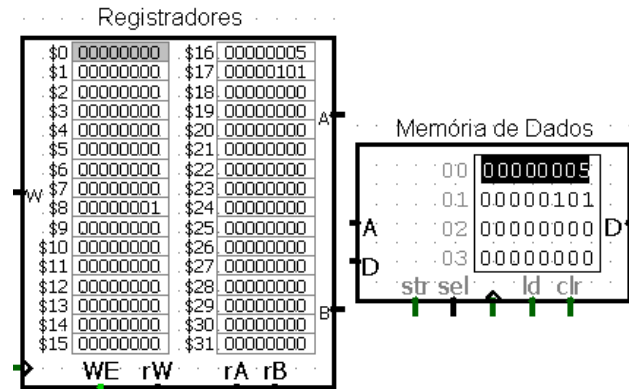 Registradores
$0 00000000 $16 00000005
$1 00000000 $17 00000101
$2 00000000 $18 00000000
$3 00000000 $19 00000000
$4 00000000 $20 00000000
$5 00000000 $21 00000000
$6 00000000 $22 00000000
$7 00000000 $23 00000000
$8 00000001 $24 00000000
$9 00000000 $25 00000000
$10 00000000 $26 00000000
$11 00000000 $27 00000000
$12 00000000 $28 00000000
$13 00000000 $29 00000000
$14 00000000 $30 00000000
$15 00000000 $31 00000000
W
A
B
WE rW rA rB
Memória de Dados
00 00000005
01 00000101
02 00000000
03 00000000
A
D
D
str sel ld clr